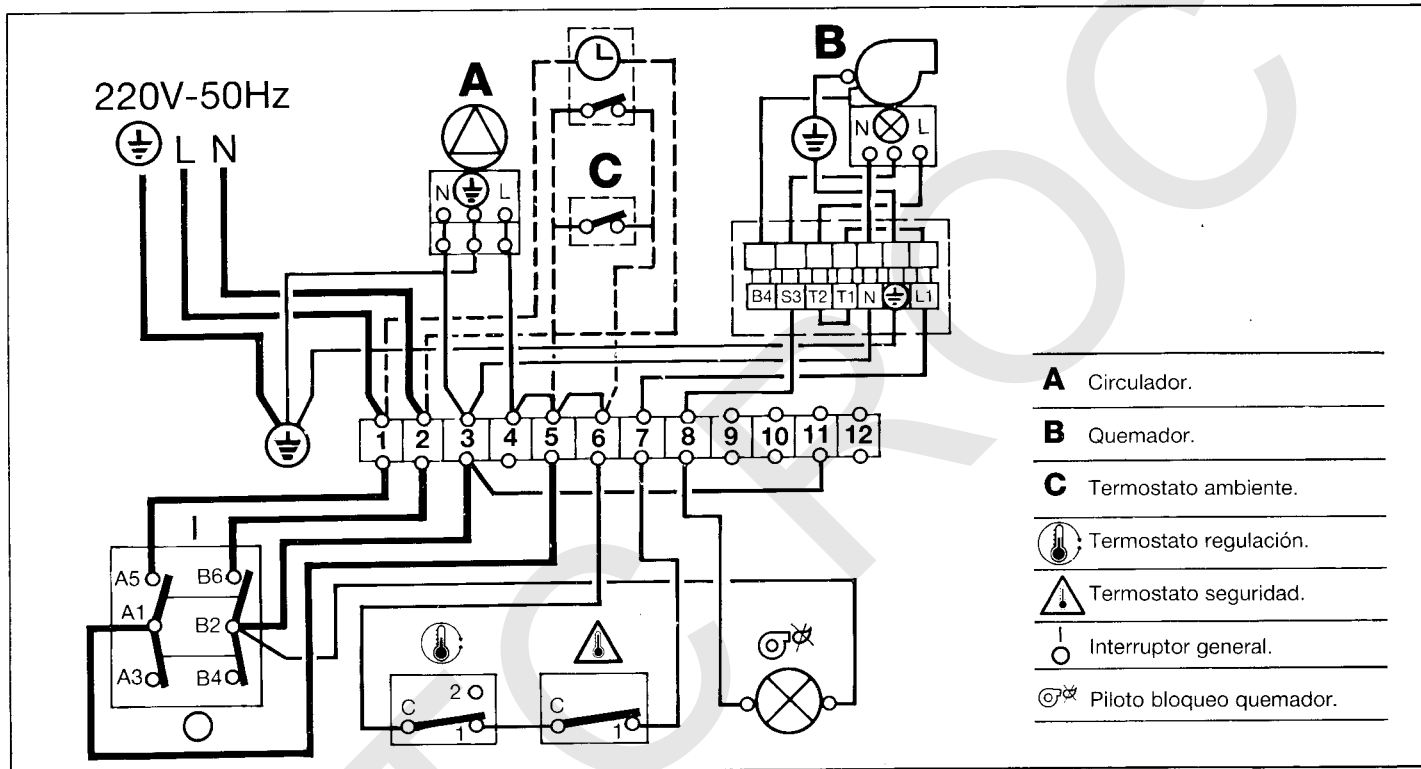 220V-50Hz
L N
A
N L
C
B
N L
B4 S3 T2 T1 N L1
1 2 3 4 5 6 7 8 9 10 11 12
I
A5 B6
A1 B2
A3 B4
C 2 1
C 1
A Circulador.
B Quemador.
C Termostato ambiente.
Termostato regulación.
Termostato seguridad.
Interruptor general.
Piloto bloqueo quemador.